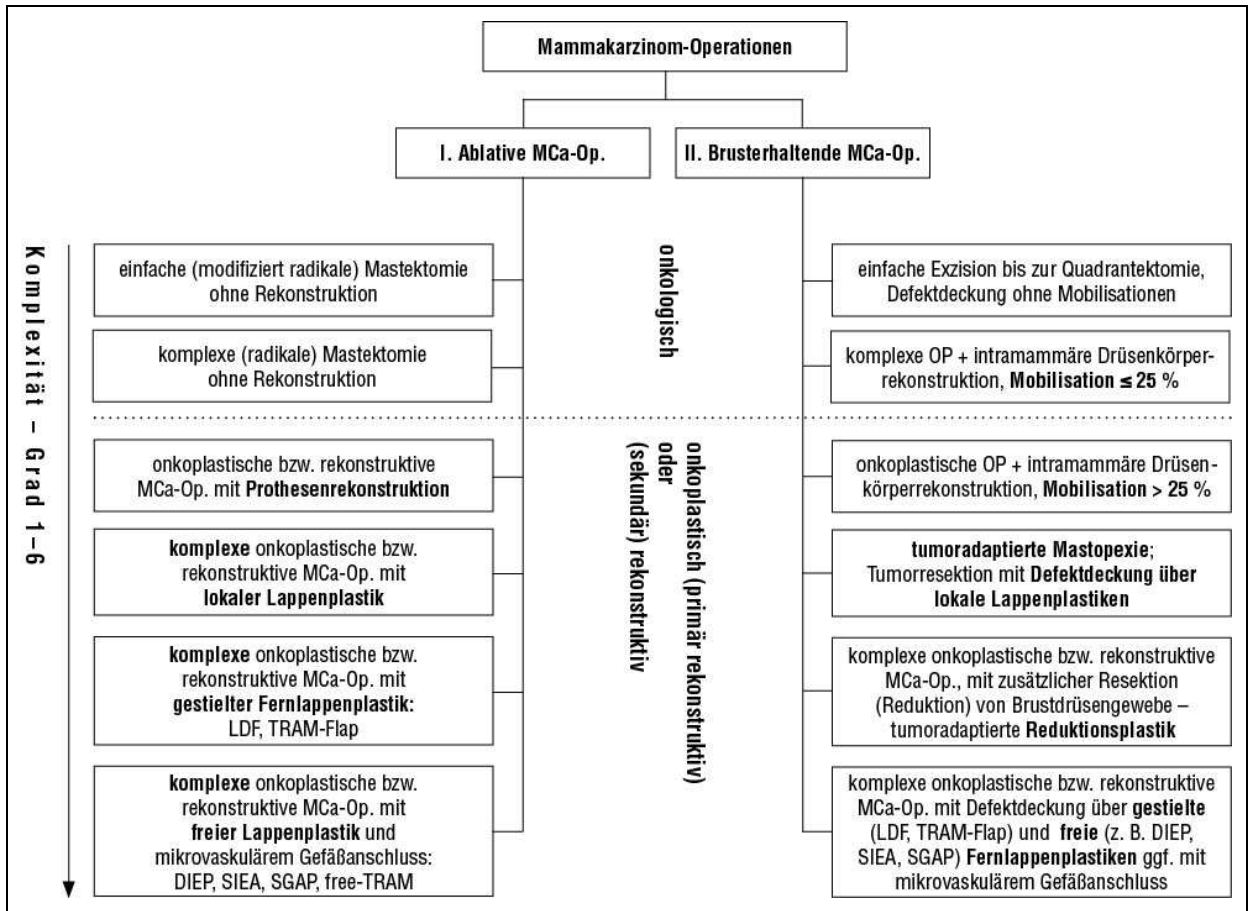 Mammakarzinom-Operationen
I. Ablative MCa-Op.
II. Brusterhaltende MCa-Op.
Komplexität – Grad 1–6
einfache (modifiziert radikale) Mastektomie
ohne Rekonstruktion
komplexe (radikale) Mastektomie
ohne Rekonstruktion
onkoplastische bzw. rekonstruktive
MCa-Op. mit Prothesenrekonstruktion
komplexe onkoplastische bzw.
rekonstruktive MCa-Op. mit
lokaler Lappenplastik
komplexe onkoplastische bzw.
rekonstruktive MCa-Op. mit
gestielter Fernlappenplastik:
LDF, TRAM-Flap
komplexe onkoplastische bzw.
rekonstruktive MCa-Op. mit
freier Lappenplastik und
mikrovaskulärem Gefäßanschluss:
DIEP, SIEA, SGAP, free-TRAM
onkologisch
onkoplastisch (primär rekonstruktiv)
oder
(sekundär) rekonstruktiv
einfache Exzision bis zur Quadrantektomie,
Defektdeckung ohne Mobilisationen
komplexe OP + intramammäre Drüsenkörper-
rekonstruktion, Mobilisation ≤ 25 %
onkoplastische OP + intramammäre Drüsen-
körperrekonstruktion, Mobilisation > 25 %
tumoradaptierte Mastopexie;
Tumorresektion mit Defektdeckung über
lokale Lappenplastiken
komplexe onkoplastische bzw. rekonstruktive
MCa-Op., mit zusätzlicher Resektion
(Reduktion) von Brustdrüsengewebe –
tumoradaptierte Reduktionsplastik
komplexe onkoplastische bzw. rekonstruktive
MCa-Op. mit Defektdeckung über gestielte
(LDF, TRAM-Flap) und freie (z. B. DIEP,
SIEA, SGAP) Fernlappenplastiken ggf. mit
mikrovaskulärem Gefäßanschluss